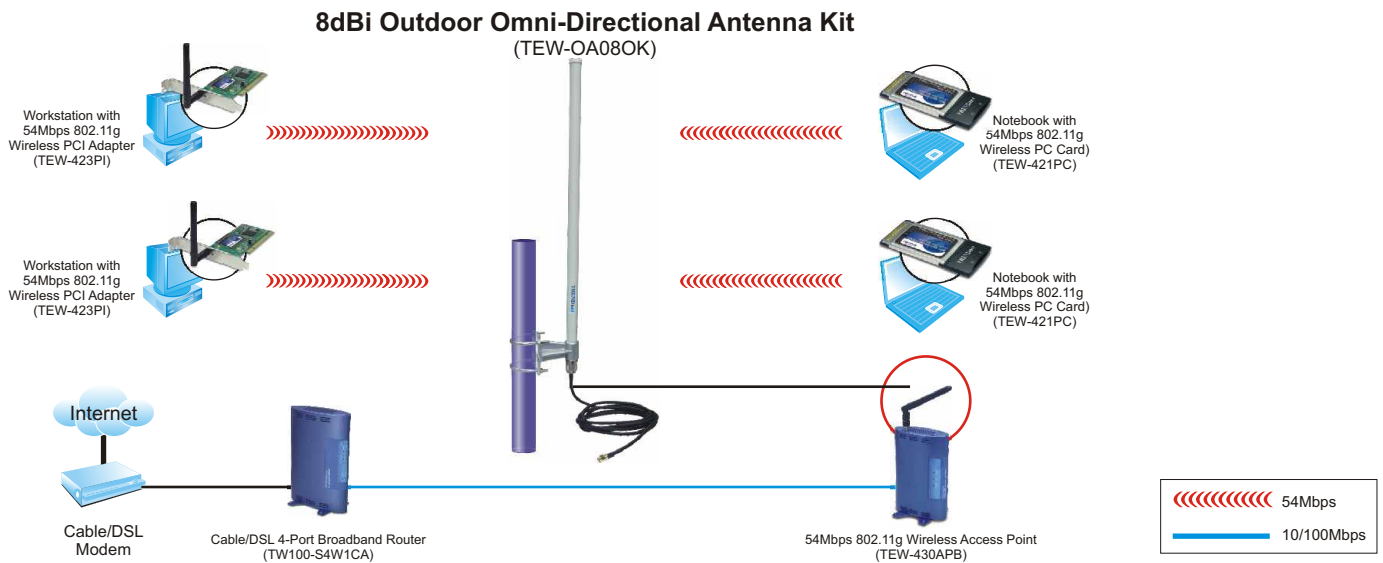 8dBi Outdoor Omni-Directional Antenna Kit
(TEW-OA08OK)
Workstation with
54Mbps 802.11g
Wireless PCI Adapter
(TEW-423PI)
Notebook with
54Mbps 802.11g
Wireless PC Card)
(TEW-421PC)
Workstation with
54Mbps 802.11g
Wireless PCI Adapter
(TEW-423PI)
Notebook with
54Mbps 802.11g
Wireless PC Card)
(TEW-421PC)
Internet
Cable/DSL
Modem
Cable/DSL 4-Port Broadband Router
(TW100-S4W1CA)
54Mbps 802.11g Wireless Access Point
(TEW-430APB)
54Mbps
10/100Mbps